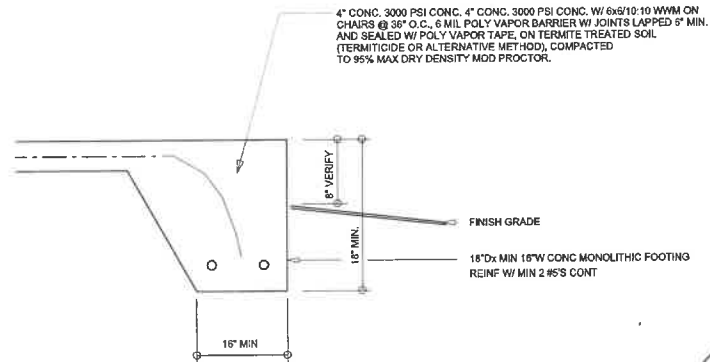 4" CONC. 3000 PSI CONC. 4" CONC. 3000 PSI CONC. W/ 6x6/10:10 WWM ON
CHAIRS @ 36" O.C., 6 MIL POLY VAPOR BARRIER W/ JOINTS LAPPED 6" MIN.
AND SEALED W/ POLY VAPOR TAPE, ON TERMITE TREATED SOIL
(TERMITICIDE OR ALTERNATIVE METHOD), COMPACTED
TO 95% MAX DRY DENSITY MOD PROCTOR.
8" VERIFY
18" MIN.
FINISH GRADE
18"Dx MIN 16"W CONC MONOLITHIC FOOTING
REINF W/ MIN 2 #5'S CONT
16" MIN